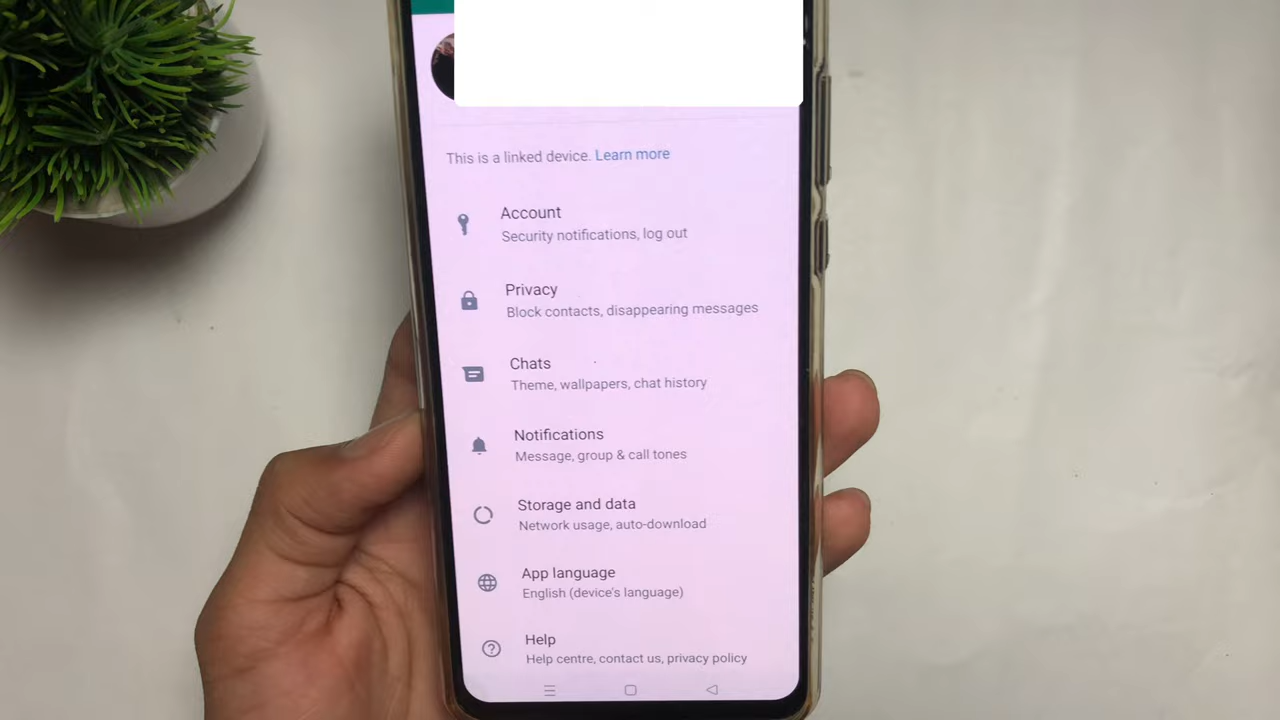 This is a linked device. Learn more
Account
Security notifications, log out
Privacy
Block contacts, disappearing messages
Chats
Theme, wallpapers, chat history
Notifications
Message, group & call tones
Storage and data
Network usage, auto-download
App language
English (device's language)
Help
Help centre, contact us, privacy policy